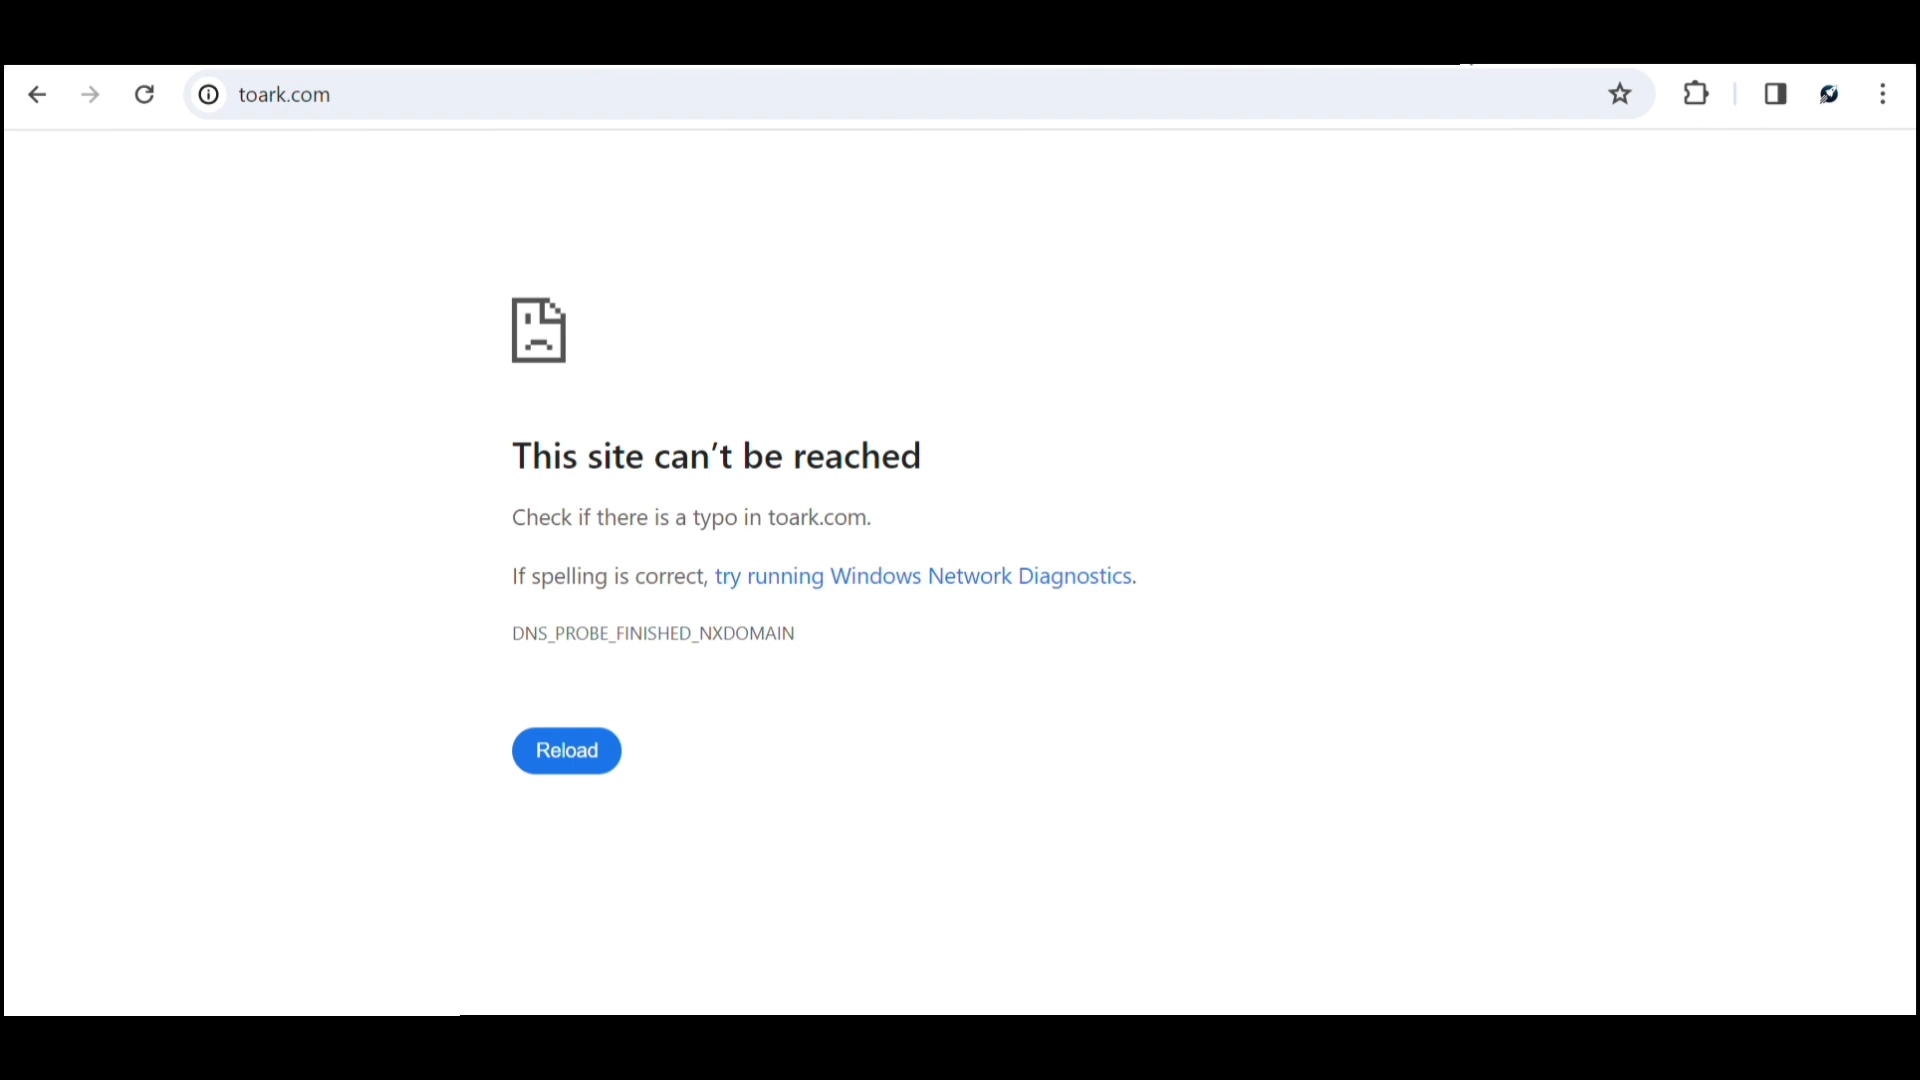 toark.com
This site can’t be reached
Check if there is a typo in toark.com.
If spelling is correct, try running Windows Network Diagnostics.
DNS_PROBE_FINISHED_NXDOMAIN
Reload